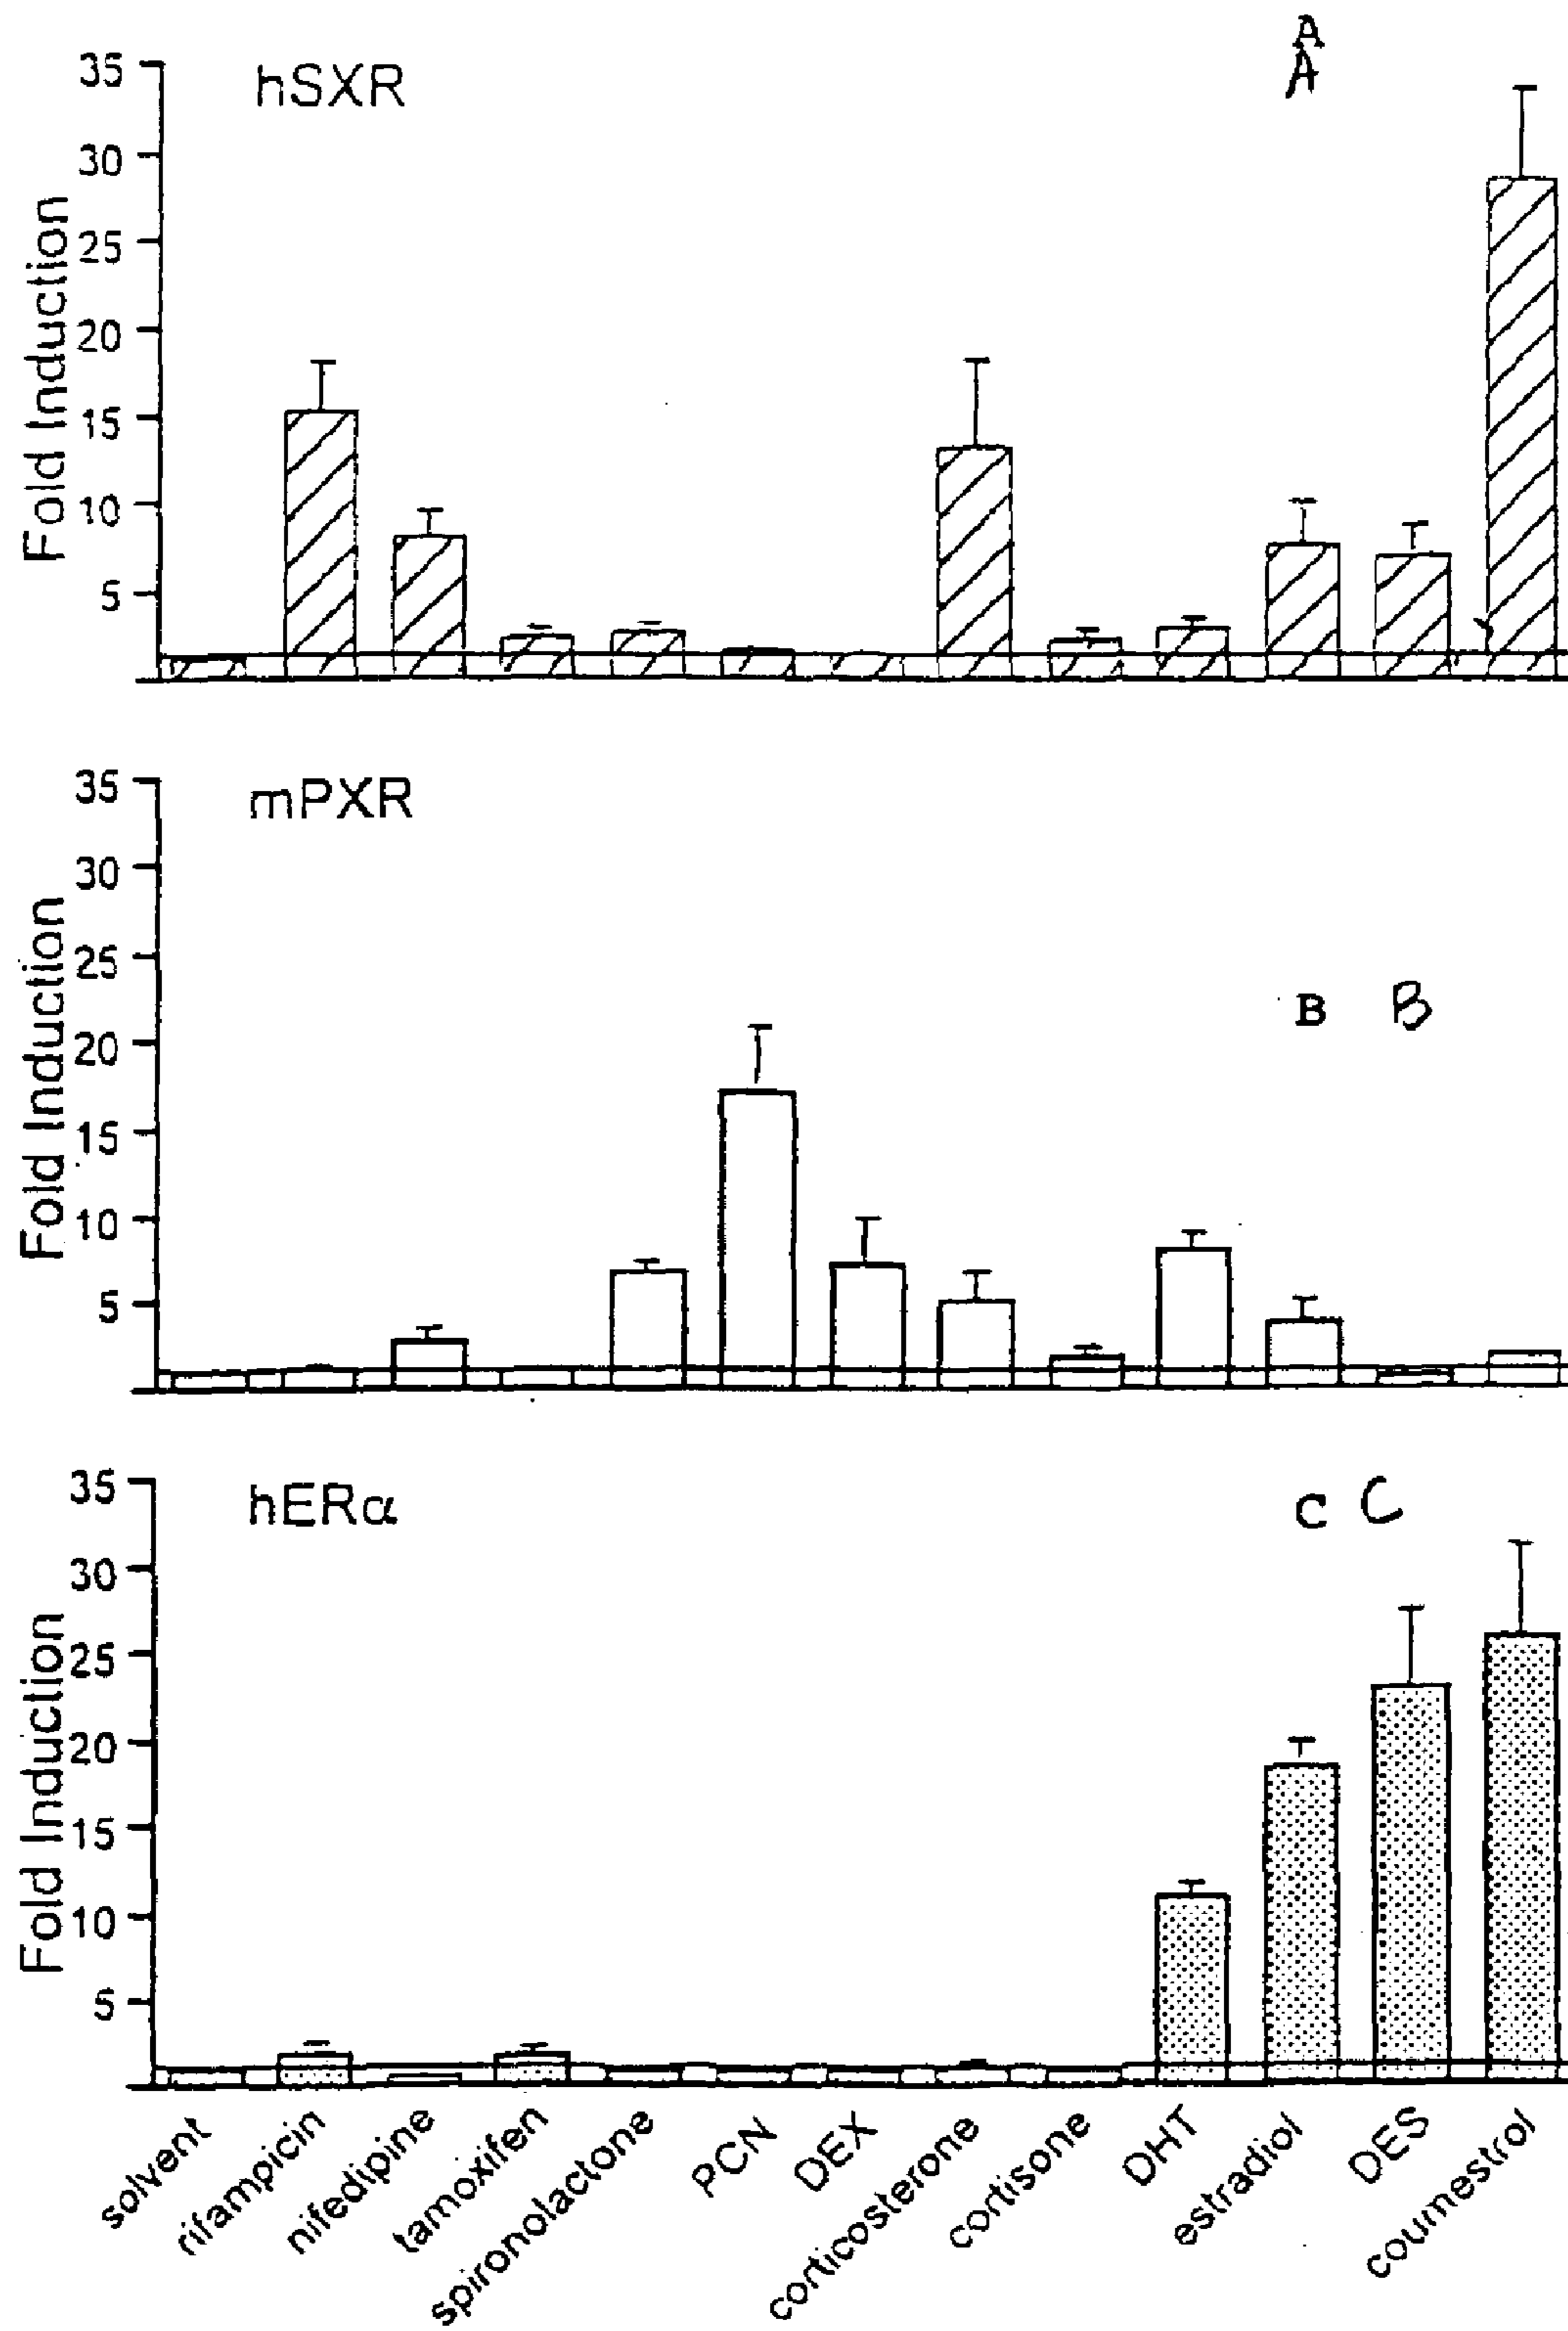 A
A
hSXR
35
30
25
20
15
10
5
Fold Induction
mPXR
35
30
25
20
15
10
5
Fold Induction
B B
hERα
35
30
25
20
15
10
5
Fold Induction
C C
solvent
rifampicin
nifedipine
tamoxifen
spironolactone
PCN
DEX
corticosterone
cortisone
DHT
estradiol
DES
coumestrol